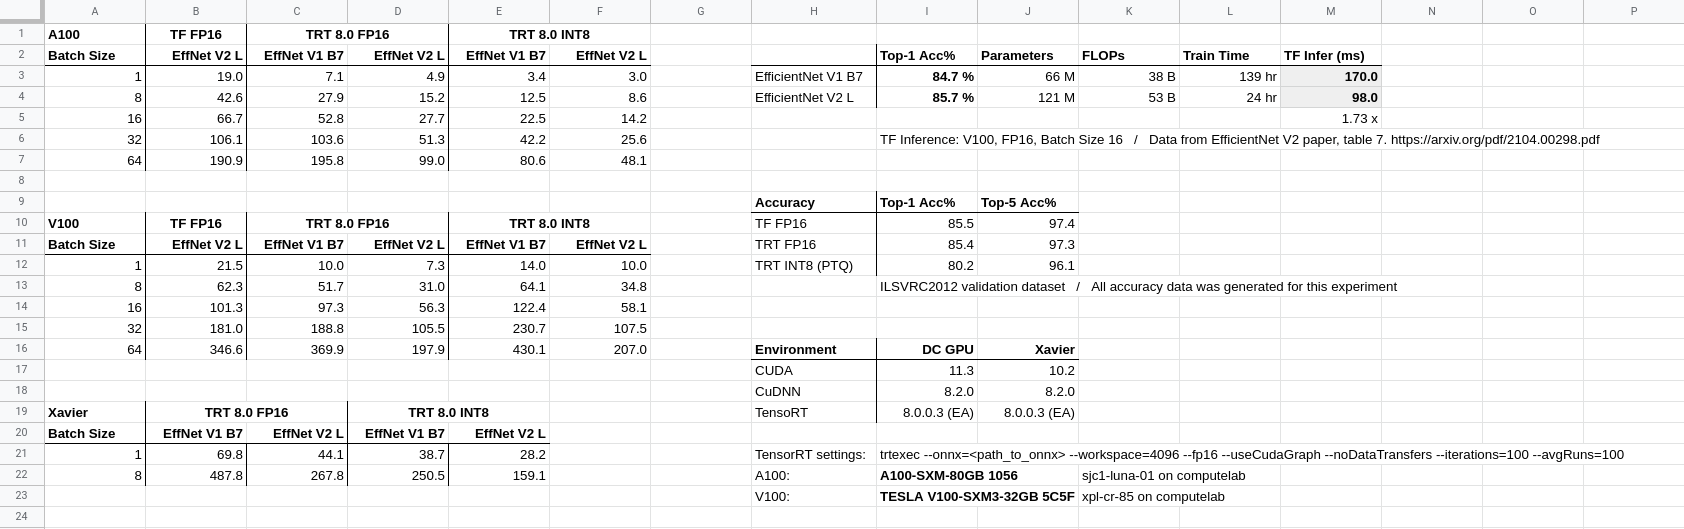 A B C D E F G H I J K L M N O P
1 A100 TF FP16 TRT 8.0 FP16 TRT 8.0 INT8
2 Batch Size EffNet V2 L EffNet V1 B7 EffNet V2 L EffNet V1 B7 EffNet V2 L Top-1 Acc% Parameters FLOPs Train Time TF Infer (ms)
3 1 19.0 7.1 4.9 3.4 3.0 EfficientNet V1 B7 84.7 % 66 M 38 B 139 hr 170.0
4 8 42.6 27.9 15.2 12.5 8.6 EfficientNet V2 L 85.7 % 121 M 53 B 24 hr 98.0
5 16 66.7 52.8 27.7 22.5 14.2 1.73 x
6 32 106.1 103.6 51.3 42.2 25.6 TF Inference: V100, FP16, Batch Size 16 / Data from EfficientNet V2 paper, table 7. https://arxiv.org/pdf/2104.00298.pdf
7 64 190.9 195.8 99.0 80.6 48.1
8
9 Accuracy Top-1 Acc% Top-5 Acc%
10 V100 TF FP16 TRT 8.0 FP16 TRT 8.0 INT8 TF FP16 85.5 97.4
11 Batch Size EffNet V2 L EffNet V1 B7 EffNet V2 L EffNet V1 B7 EffNet V2 L TRT FP16 85.4 97.3
12 1 21.5 10.0 7.3 14.0 10.0 TRT INT8 (PTQ) 80.2 96.1
13 8 62.3 51.7 31.0 64.1 34.8 ILSVRC2012 validation dataset / All accuracy data was generated for this experiment
14 16 101.3 97.3 56.3 122.4 58.1
15 32 181.0 188.8 105.5 230.7 107.5
16 64 346.6 369.9 197.9 430.1 207.0 Environment DC GPU Xavier
17 CUDA 11.3 10.2
18 CuDNN 8.2.0 8.2.0
19 Xavier TRT 8.0 FP16 TRT 8.0 INT8 TensoRT 8.0.0.3 (EA) 8.0.0.3 (EA)
20 Batch Size EffNet V1 B7 EffNet V2 L EffNet V1 B7 EffNet V2 L
21 1 69.8 44.1 38.7 28.2 TensorRT settings: trtexec --onnx=<path_to_onnx> --workspace=4096 --fp16 --useCudaGraph --noDataTransfers --iterations=100 --avgRuns=100
22 8 487.8 267.8 250.5 159.1 A100: A100-SXM-80GB 1056 sjc1-luna-01 on computelab
23 V100: TESLA V100-SXM3-32GB 5C5F xpl-cr-85 on computelab
24